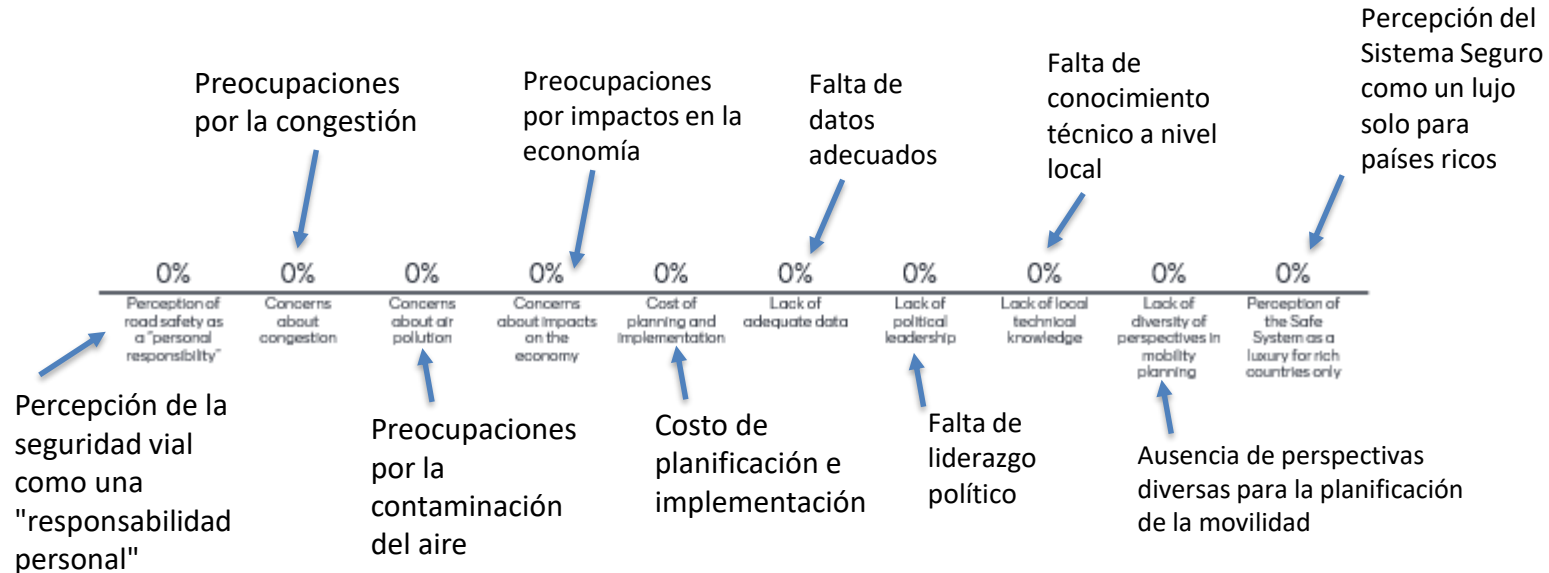 Percepción del
Sistema Seguro
como un lujo
solo para
países ricos
Preocupaciones
por la congestión
Preocupaciones
por impactos en la
economía
Falta de
datos
adecuados
Falta de
conocimiento
técnico a nivel
local
0%
0%
0%
0%
0%
0%
0%
0%
0%
0%
Perception of
road safety as
a "personal
responsibility"
Concerns
about
congestion
Concerns
about air
pollution
Concerns
about impacts
on the
economy
Cost of
planning and
implementation
Lack of
adequate data
Lack of
political
leadership
Lack of local
technical
knowledge
Lack of
diversity of
perspectives in
mobility
planning
Perception of
the Safe
System as a
luxury for rich
countries only
Percepción de la
seguridad vial
como una
"responsabilidad
personal"
Preocupaciones
por la
contaminación
del aire
Costo de
planificación e
implementación
Falta de
liderazgo
político
Ausencia de perspectivas
diversas para la planificación
de la movilidad